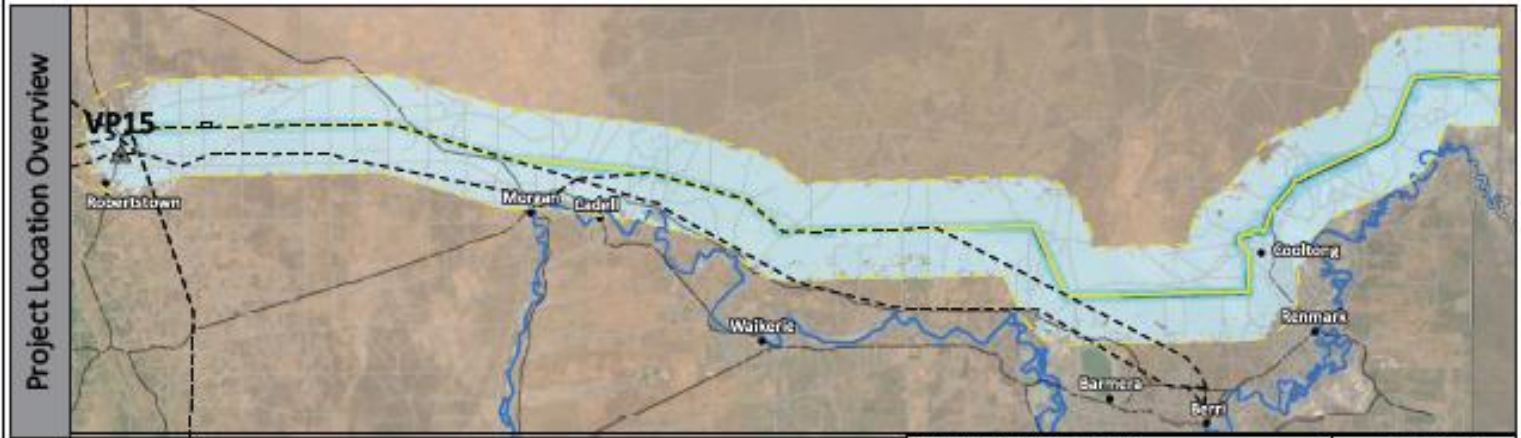 Project Location Overview
VP15
Robertstown
Morgan
Cadell
Cooltong
Waikerie
Renmark
Barmera
Berri